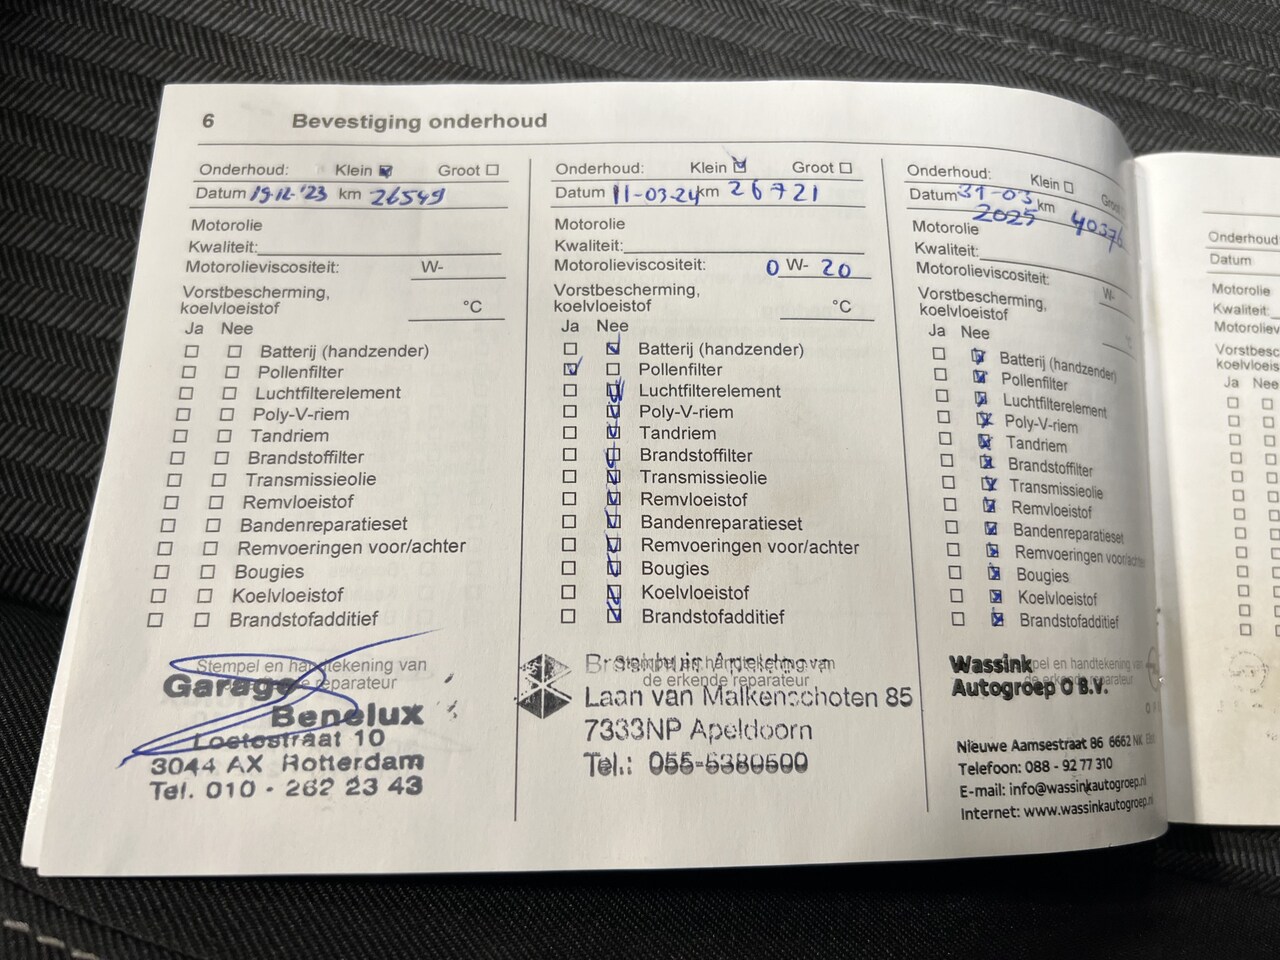 6 Bevestiging onderhoud
Onderhoud: Klein Groot
Datum 19-12-'23 km 26549
Motorolie
Kwaliteit:
Motorolieviscositeit: W-
Vorstbescherming,
koelvloeistof °C
Ja Nee
Batterij (handzender)
Pollenfilter
Luchtfilterelement
Poly-V-riem
Tandriem
Brandstoffilter
Transmissieolie
Remvloeistof
Bandenreparatieset
Remvoeringen voor/achter
Bougies
Koelvloeistof
Brandstofadditief
Stempel en handtekening van
reparateur
Garage
Benelux
Loetestraat 10
3044 AX Rotterdam
Tel. 010 - 262 23 43
Onderhoud: Klein Groot
Datum 11-03-24 km 26721
Motorolie
Kwaliteit:
Motorolieviscositeit: 0 W- 20
Vorstbescherming,
koelvloeistof °C
Ja Nee
Batterij (handzender)
Pollenfilter
Luchtfilterelement
Poly-V-riem
Tandriem
Brandstoffilter
Transmissieolie
Remvloeistof
Bandenreparatieset
Remvoeringen voor/achter
Bougies
Koelvloeistof
Brandstofadditief
de erkende reparateur
Laan van Malkenschoten 85
7333NP Apeldoorn
Tel.: 055-5380500
Onderhoud: Klein
Datum 31-03 km 40376
2025
Motorolie
Kwaliteit:
Motorolieviscositeit: W-
Vorstbescherming,
koelvloeistof
Ja Nee
Batterij (handzender)
Pollenfilter
Luchtfilterelement
Poly-V-riem
Tandriem
Brandstoffilter
Transmissieolie
Remvloeistof
Bandenreparatieset
Remvoeringen voor/achter
Bougies
Koelvloeistof
Brandstofadditief
Wassink en handtekening van
Autogroep O B.V. reparateur
Nieuwe Aamsestraat 86 6662 NK
Telefoon: 088 - 92 77 310
E-mail: info@wassinkautogroep.nl
Internet: www.wassinkautogroep.nl
Onderhoud
Datum
Motorolie
Kwaliteit:
Ja Nee